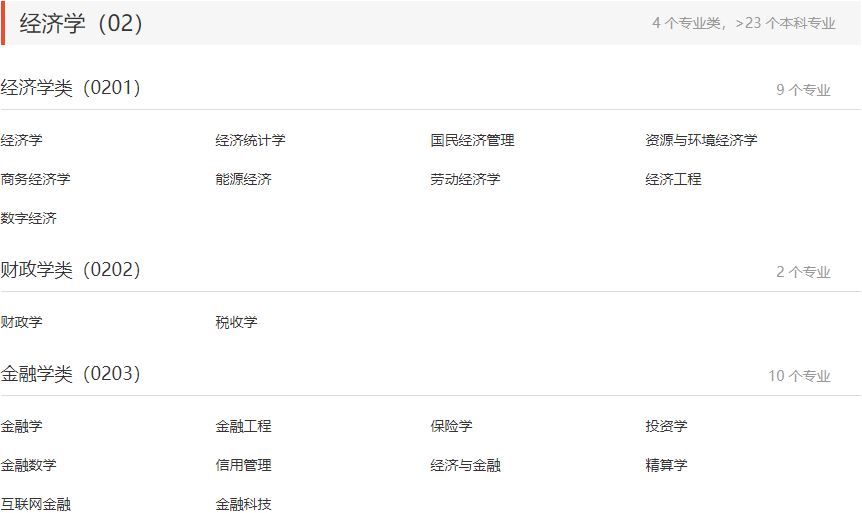 经济学（02） 4 个专业类，>23 个本科专业
经济学类（0201） 9 个专业
经济学 经济统计学 国民经济管理 资源与环境经济学
商务经济学 能源经济 劳动经济学 经济工程
数字经济
财政学类（0202） 2 个专业
财政学 税收学
金融学类（0203） 10 个专业
金融学 金融工程 保险学 投资学
金融数学 信用管理 经济与金融 精算学
互联网金融 金融科技